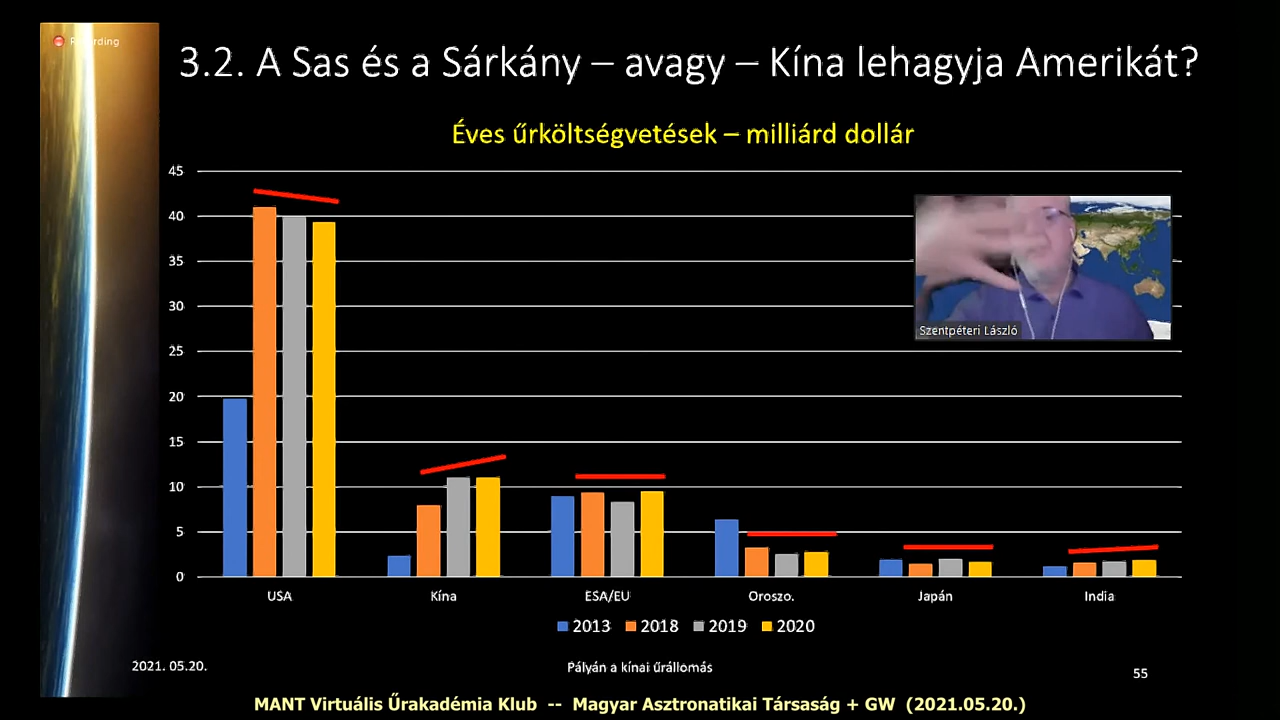 Recording
3.2. A Sas és a Sárkány – avagy – Kína lehagyja Amerikát?
Éves űrköltségvetések – milliárd dollár
45
40
35
30
25
20
15
10
5
0
Szentpéteri László
USA Kína ESA/EU Oroszo. Japán India
2013 2018 2019 2020
2021. 05.20. Pályán a kínai űrállomás 55
MANT Virtuális Űrakadémia Klub -- Magyar Asztronatikai Társaság + GW (2021.05.20.)